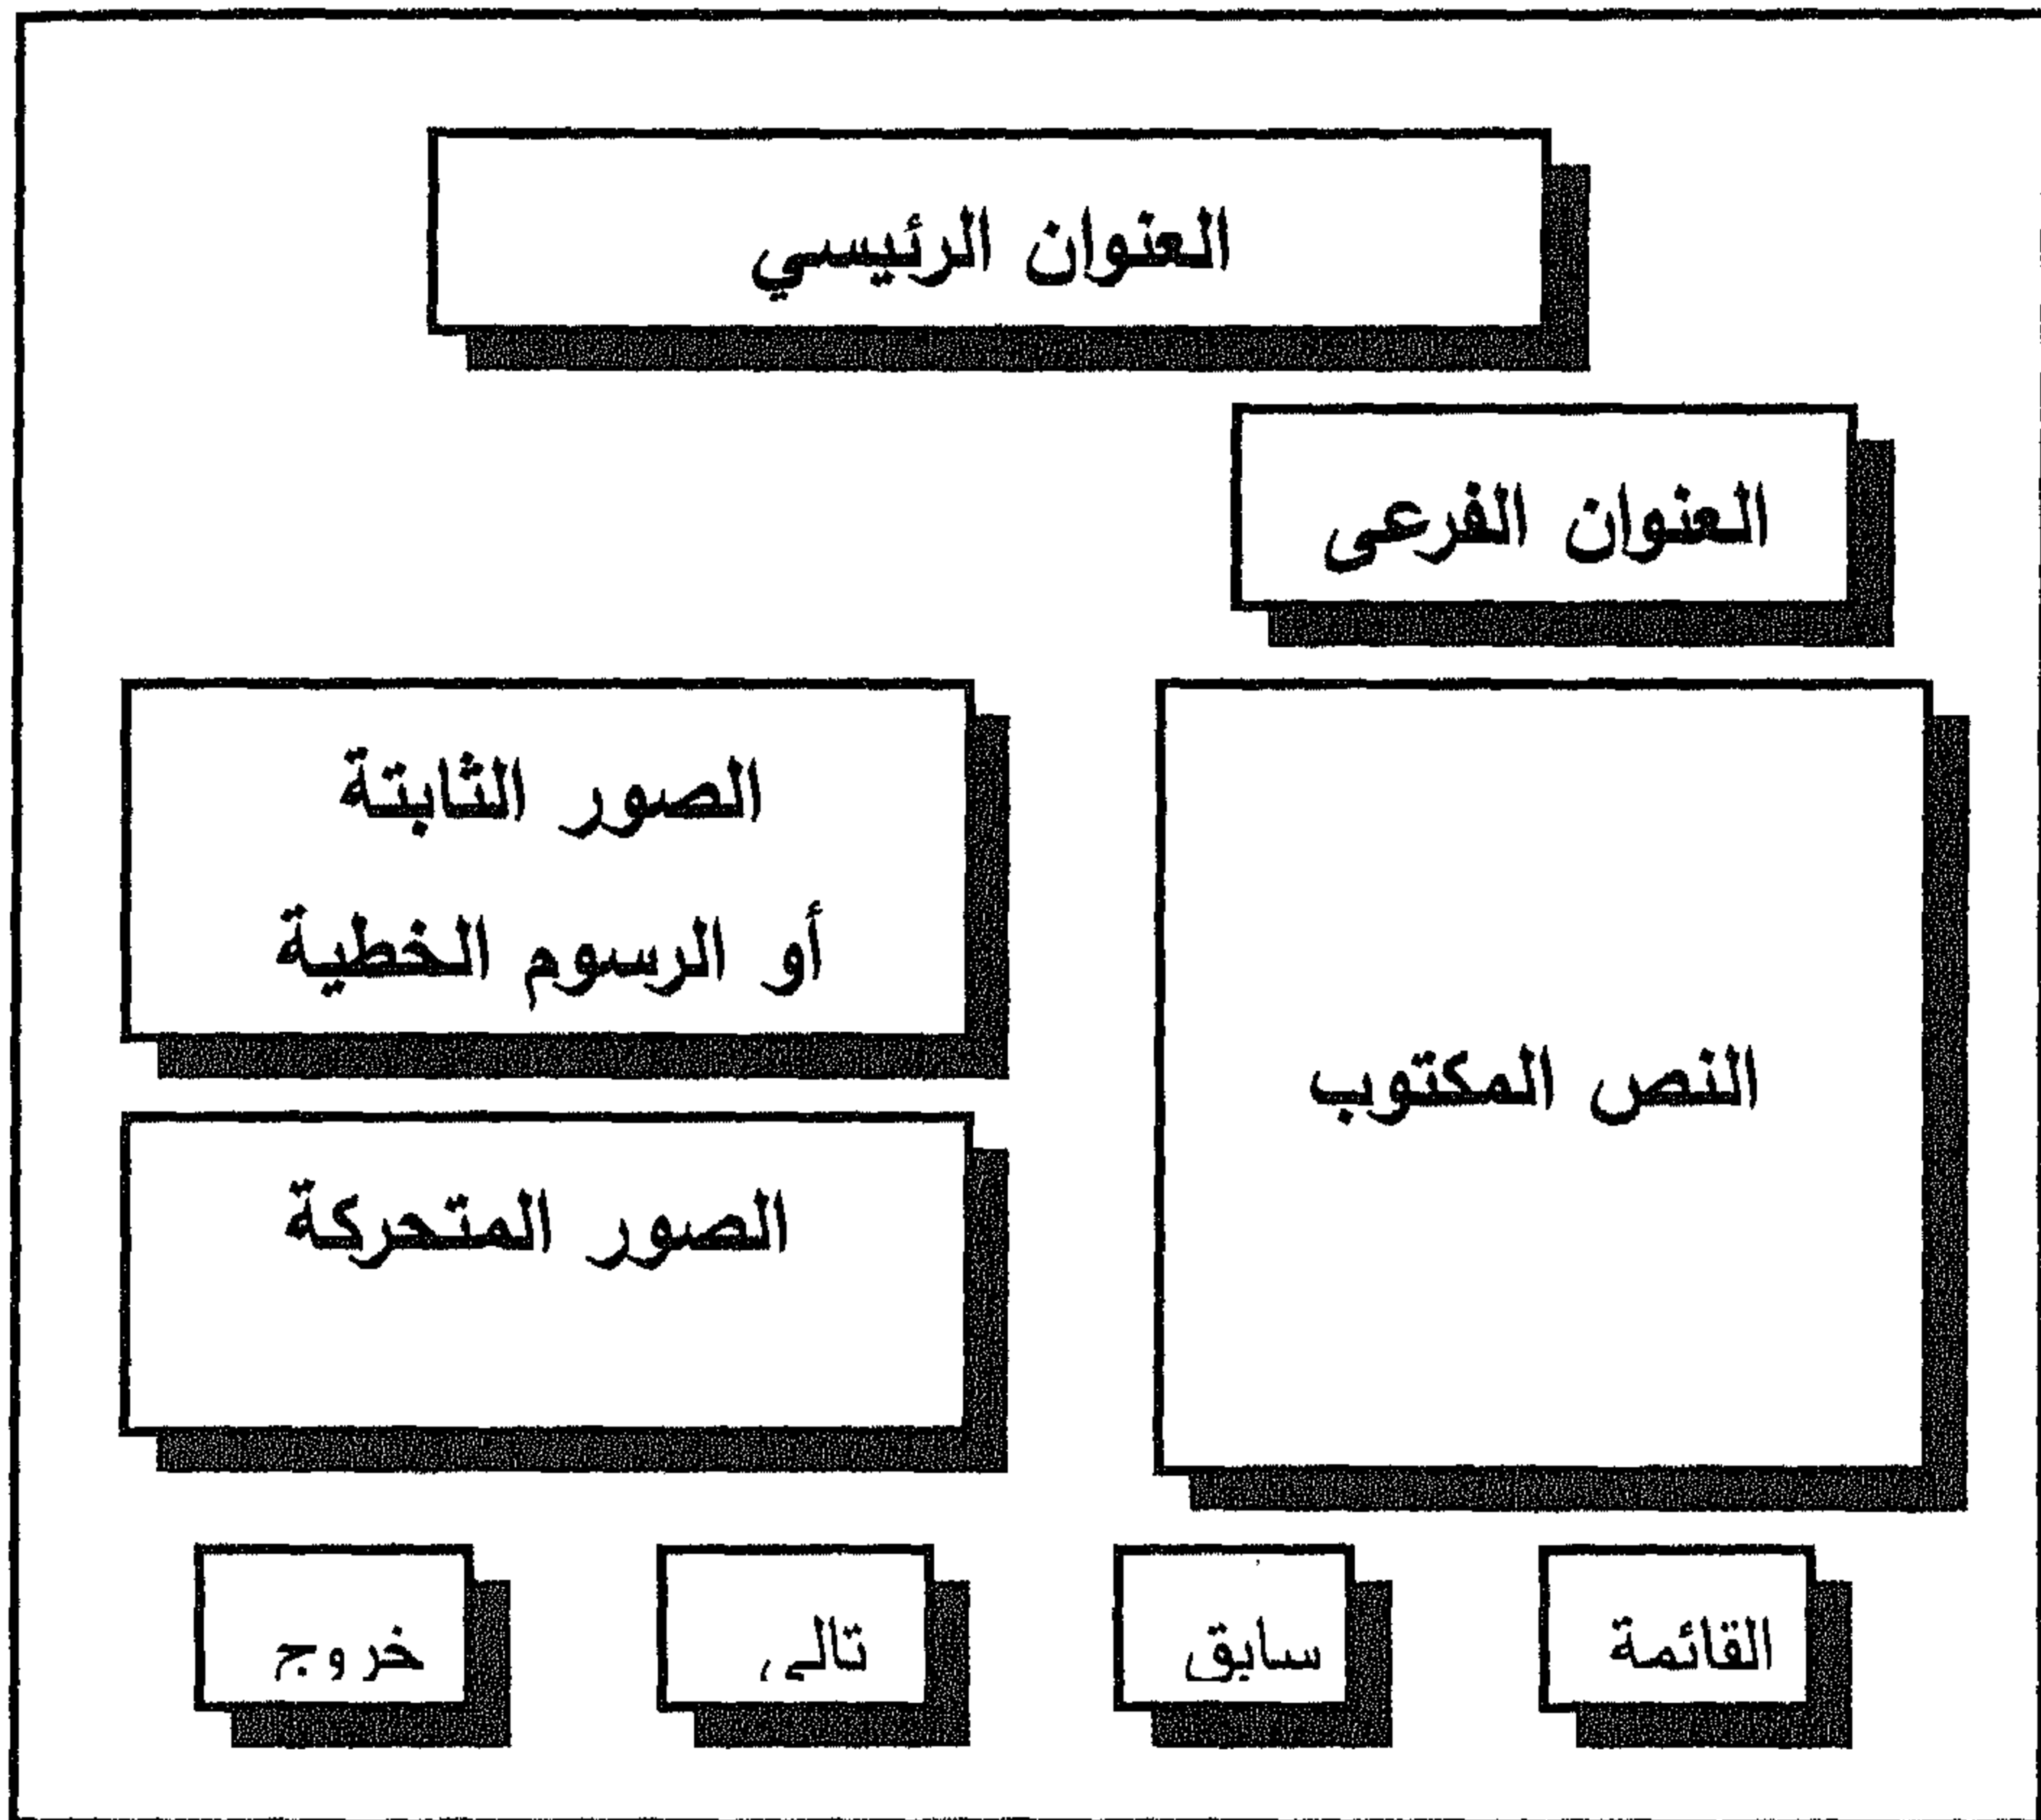 العنوان الرئيسي
العنوان الفرعى
النص المكتوب
الصور الثابتة
أو الرسوم الخطية
الصور المتحركة
القائمة
سابق
تالى
خروج